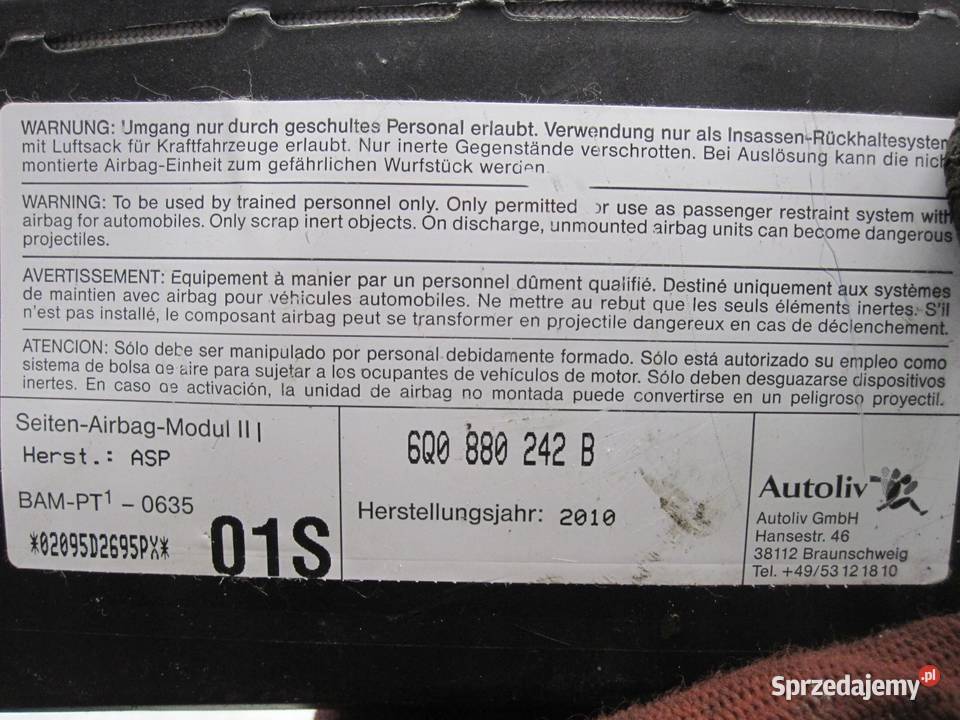 WARNUNG: Umgang nur durch geschultes Personal erlaubt. Verwendung nur als Insassen-Rückhaltesystem
mit Luftsack für Kraftfahrzeuge erlaubt. Nur inerte Gegenstände verschrotten. Bei Auslösung kann die nicht
montierte Airbag-Einheit zum gefährlichen Wurfstück werden.
WARNING: To be used by trained personnel only. Only permitted or use as passenger restraint system with
airbag for automobiles. Only scrap inert objects. On discharge, unmounted airbag units can become dangerous
projectiles.
AVERTISSEMENT: Equipement à manier par un personnel dûment qualifié. Destiné uniquement aux systèmes
de maintien avec airbag pour véhicules automobiles. Ne mettre au rebut que les seuls éléments inertes. S'il
n'est pas installé, le composant airbag peut se transformer en projectile dangereux en cas de déclenchement.
ATENCION: Sólo debe ser manipulado por personal debidamente formado. Sólo está autorizado su empleo como
sistema de bolsa de aire para sujetar a los ocupantes de vehículos de motor. Sólo deben desguazarse dispositivos
inertes. En caso de activación, la unidad de airbag no montada puede convertirse en un peligroso proyectil.
Seiten-Airbag-Modul II
Herst.: ASP
BAM-PT1 - 0635
*02095D2695PX*
01S
6Q0 880 242 B
Herstellungsjahr: 2010
Autoliv
Autoliv GmbH
Hansestr. 46
38112 Braunschweig
Tel. +49/53121810
Sprzedajemy.pl